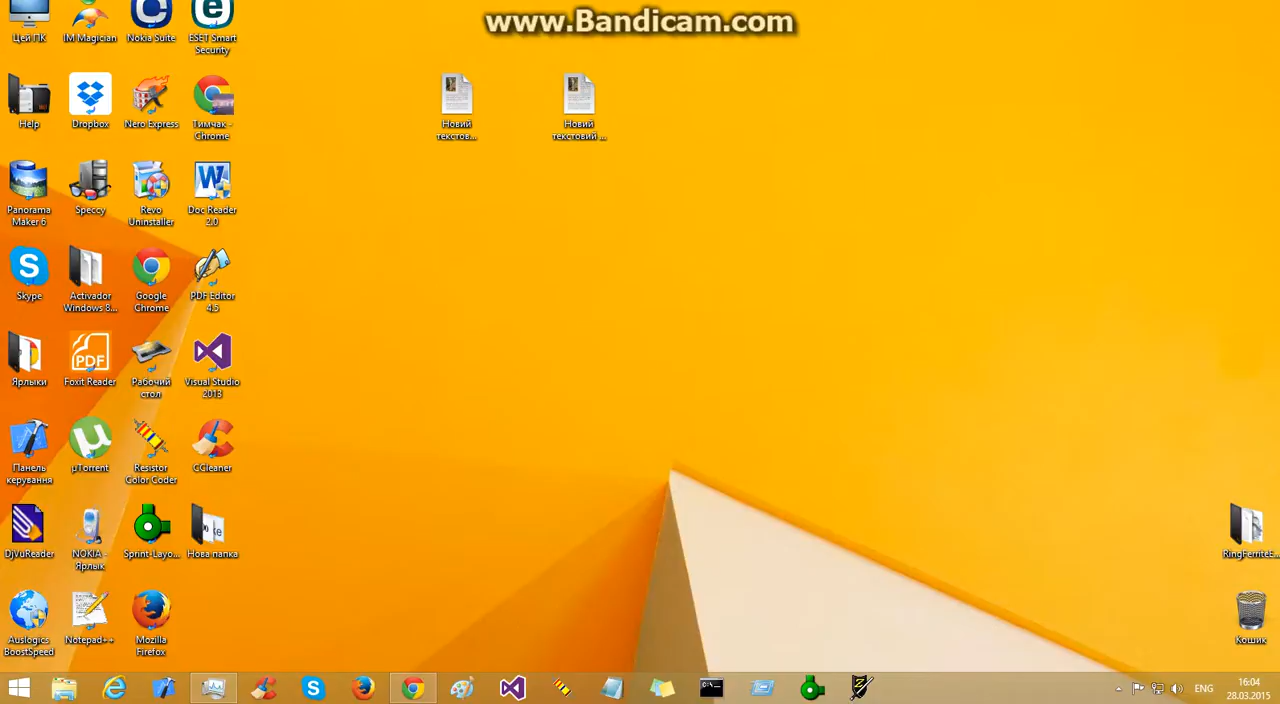 www.Bandicam.com
Цей ПК
IM Magician
Nokia Suite
ESET Smart
Security
Help
Dropbox
Nero Express
Тимчак -
Chrome
Новий
текстов...
Новий
текстовий ...
Panorama
Maker 6
Speccy
Revo
Uninstaller
Doc Reader
2.0
Skype
Activador
Windows 8...
Google
Chrome
PDF Editor
4.5
Ярлыки
Foxit Reader
Рабочий
стол
Visual Studio
2013
Панель
керування
µTorrent
Resistor
Color Coder
CCleaner
DjVuReader
NOKIA -
Ярлик
Sprint-Layo...
Нова папка
RingFerriteE...
Auslogics
BoostSpeed
Notepad++
Mozilla
Firefox
Кошик
ENG
16:04
28.03.2015